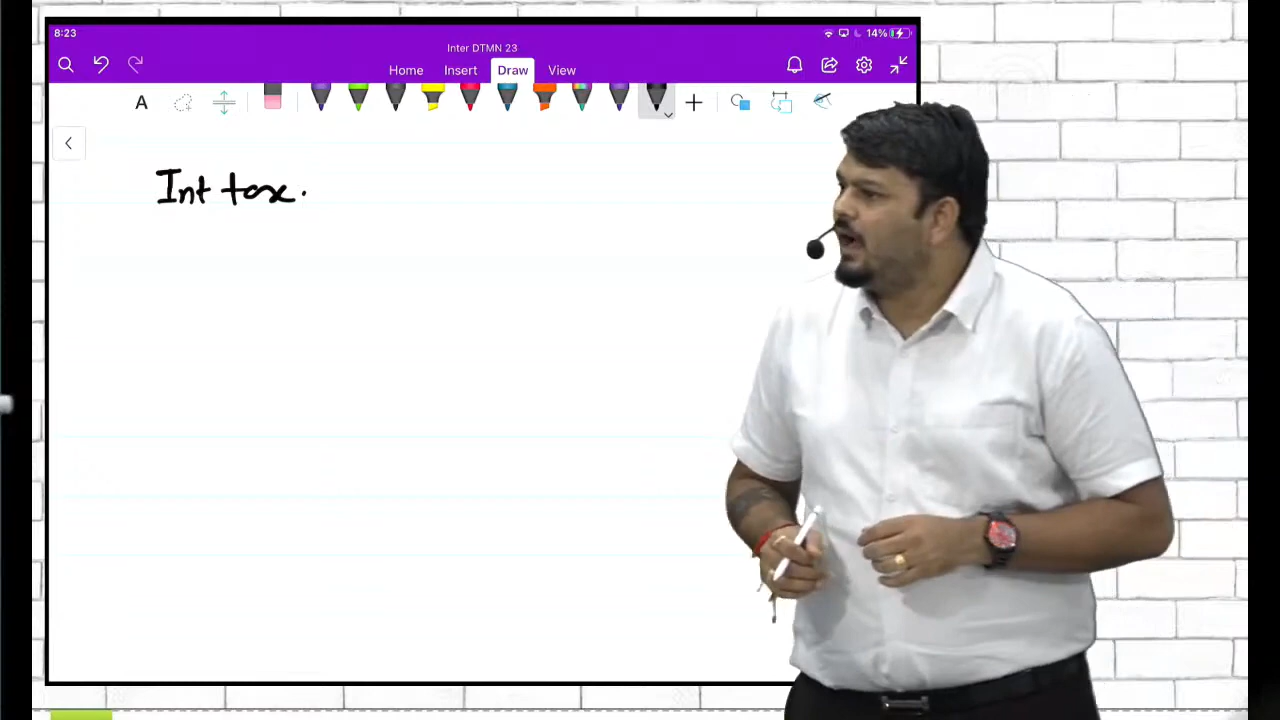 8:23
14%
Inter DTMN 23
Home Insert Draw View
A
Int tax.